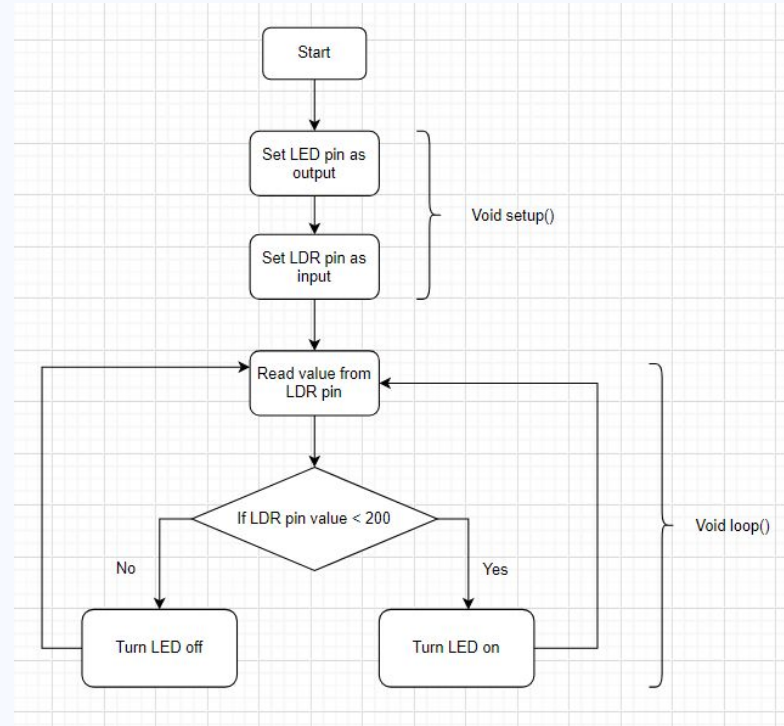 Start
Set LED pin as
output
Void setup()
Set LDR pin as
input
Read value from
LDR pin
If LDR pin value < 200
Void loop()
No
Yes
Turn LED off
Turn LED on